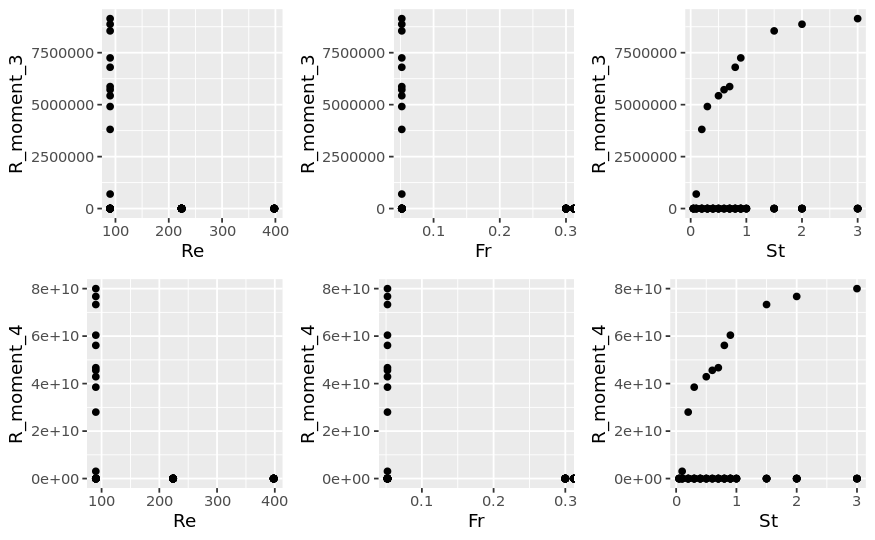 R_moment_3
7500000
5000000
2500000
0
100 200 300 400
Re
R_moment_3
7500000
5000000
2500000
0
0.1 0.2 0.3
Fr
R_moment_3
7500000
5000000
2500000
0
0 1 2 3
St
R_moment_4
8e+10
6e+10
4e+10
2e+10
0e+00
100 200 300 400
Re
R_moment_4
8e+10
6e+10
4e+10
2e+10
0e+00
0.1 0.2 0.3
Fr
R_moment_4
8e+10
6e+10
4e+10
2e+10
0e+00
0 1 2 3
St